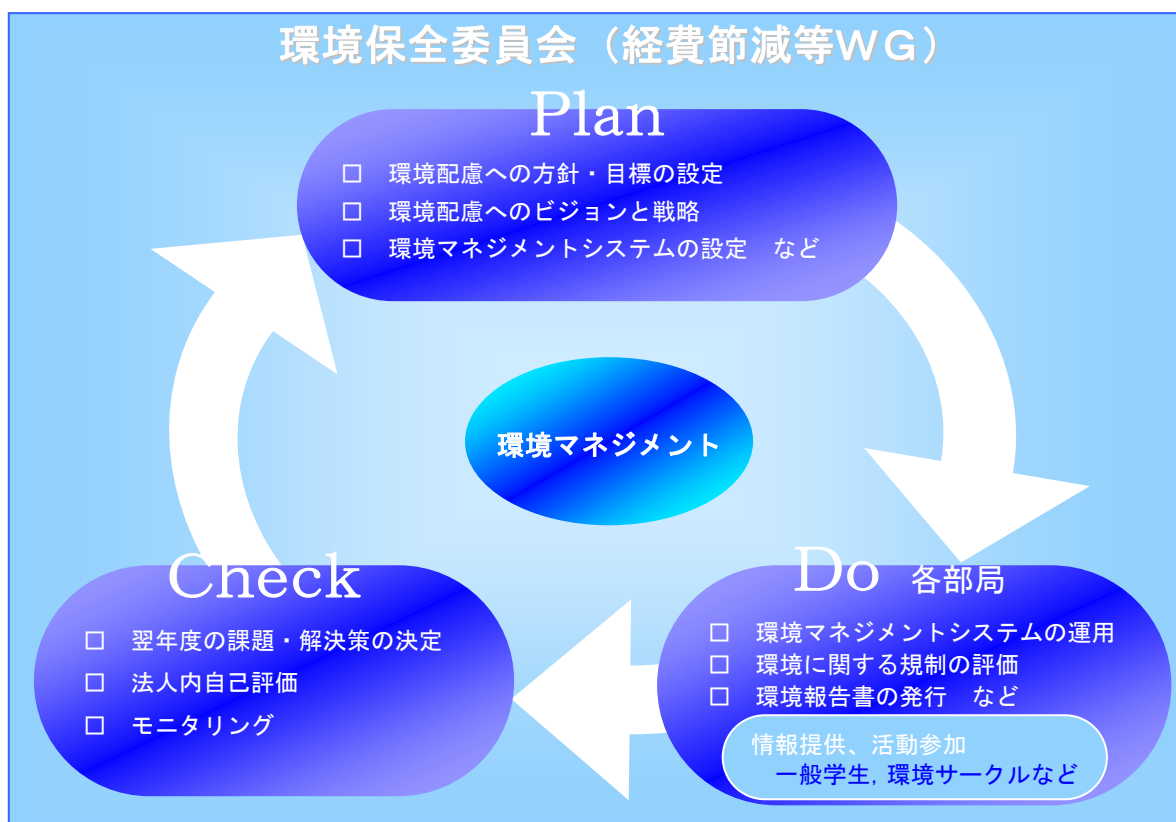 環境保全委員会（経費節減等WG）
Plan
□ 環境配慮への方針・目標の設定
□ 環境配慮へのビジョンと戦略
□ 環境マネジメントシステムの設定　など
環境マネジメント
Check
□ 翌年度の課題・解決策の決定
□ 法人内自己評価
□ モニタリング
Do 各部局
□ 環境マネジメントシステムの運用
□ 環境に関する規制の評価
□ 環境報告書の発行　など
情報提供、活動参加
一般学生, 環境サークルなど